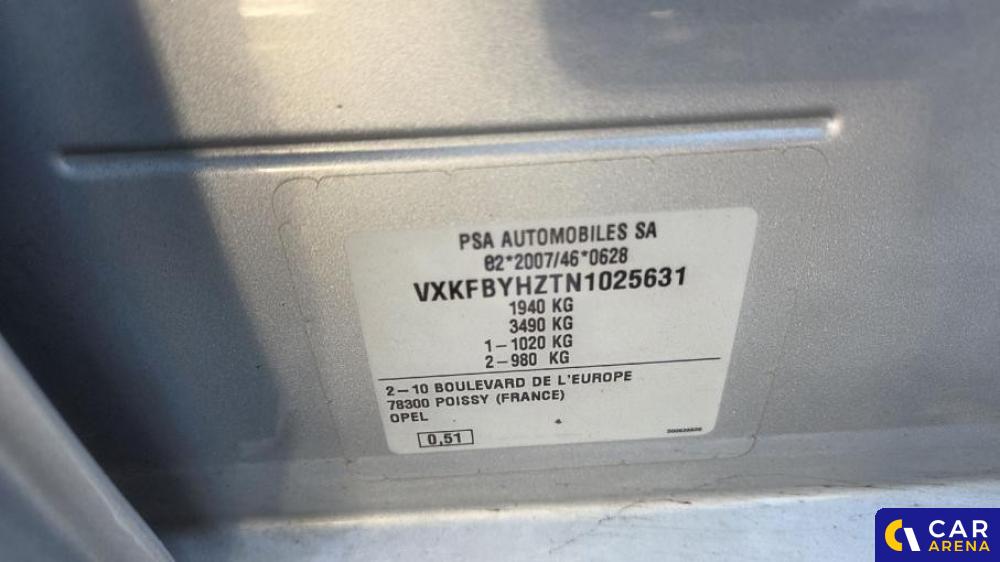 PSA AUTOMOBILES SA
e2*2007/46*0628
VXKFBYHZTN1025631
1940 KG
3490 KG
1-1020 KG
2-980 KG
2-10 BOULEVARD DE L'EUROPE
78300 POISSY (FRANCE)
OPEL
0,51
CAR
ARENA